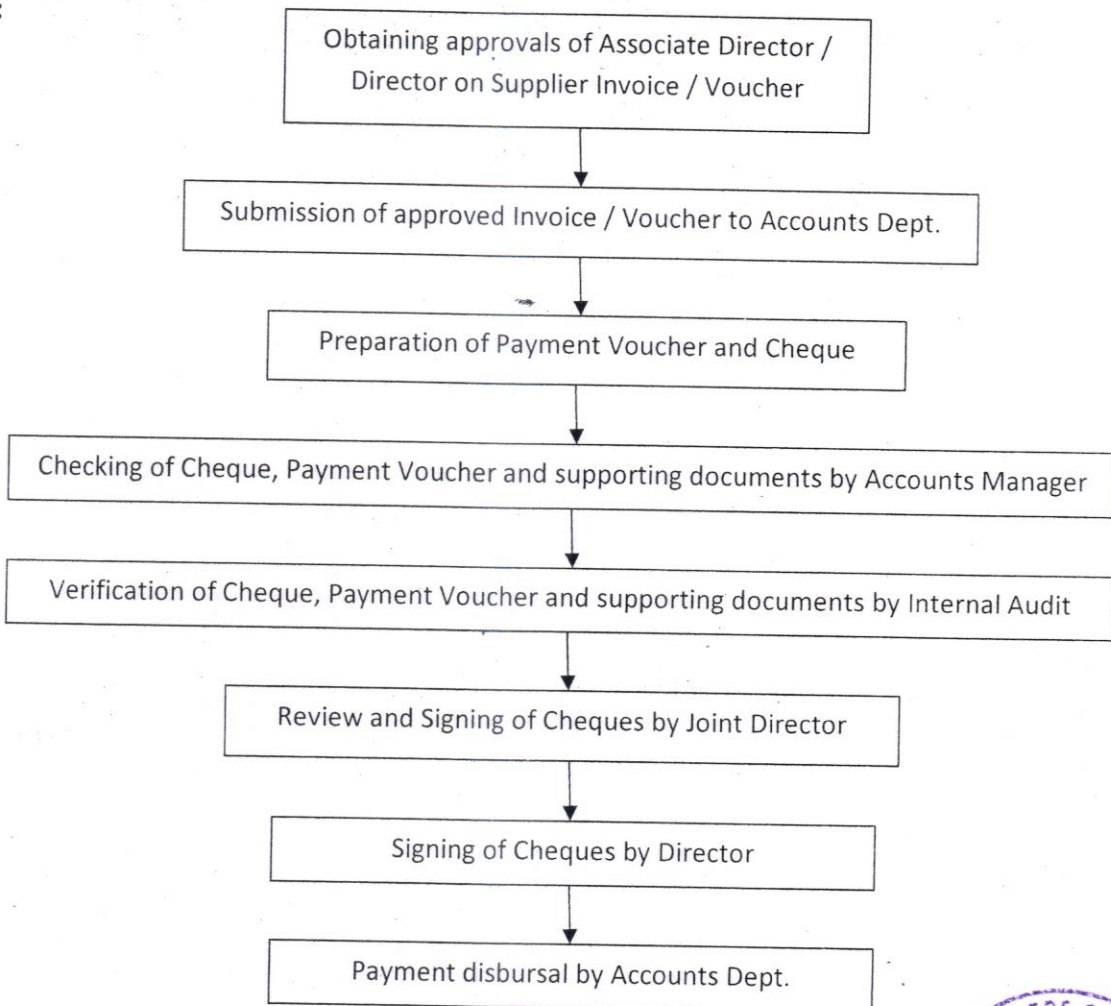 :
Obtaining approvals of Associate Director /
Director on Supplier Invoice / Voucher
Submission of approved Invoice / Voucher to Accounts Dept.
Preparation of Payment Voucher and Cheque
Checking of Cheque, Payment Voucher and supporting documents by Accounts Manager
Verification of Cheque, Payment Voucher and supporting documents by Internal Audit
Review and Signing of Cheques by Joint Director
Signing of Cheques by Director
Payment disbursal by Accounts Dept.